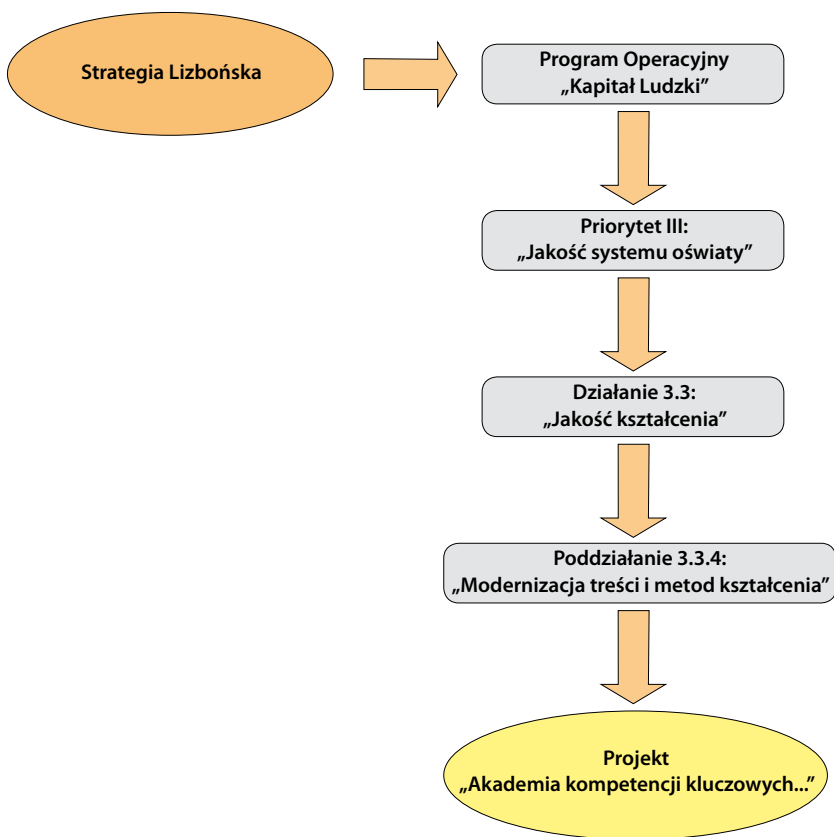 Strategia Lizbońska
Program Operacyjny
„Kapitał Ludzki”
Priorytet III:
„Jakość systemu oświaty”
Działanie 3.3:
„Jakość kształcenia”
Poddziałanie 3.3.4:
„Modernizacja treści i metod kształcenia”
Projekt
„Akademia kompetencji kluczowych...”